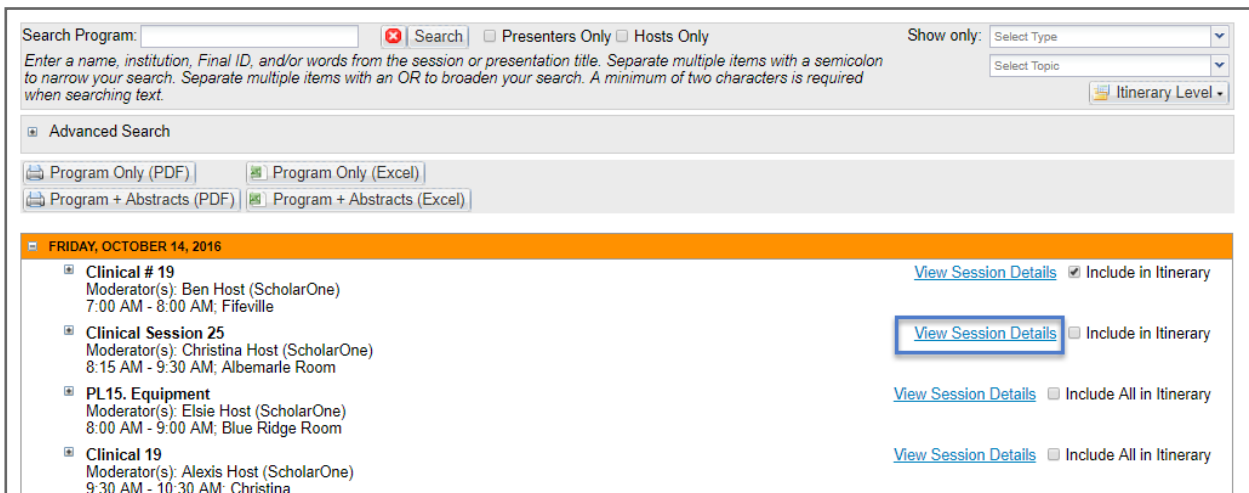 Search Program: Search Presenters Only Hosts Only Show only: Select Type
Enter a name, institution, Final ID, and/or words from the session or presentation title. Separate multiple items with a semicolon
to narrow your search. Separate multiple items with an OR to broaden your search. A minimum of two characters is required
when searching text.
Select Topic
Itinerary Level
Advanced Search
Program Only (PDF) Program Only (Excel)
Program + Abstracts (PDF) Program + Abstracts (Excel)
FRIDAY, OCTOBER 14, 2016
Clinical # 19 View Session Details Include in Itinerary
Moderator(s): Ben Host (ScholarOne)
7:00 AM - 8:00 AM; Fifeville
Clinical Session 25 View Session Details Include in Itinerary
Moderator(s): Christina Host (ScholarOne)
8:15 AM - 9:30 AM; Albemarle Room
PL15. Equipment View Session Details Include All in Itinerary
Moderator(s): Elsie Host (ScholarOne)
8:00 AM - 9:00 AM; Blue Ridge Room
Clinical 19 View Session Details Include All in Itinerary
Moderator(s): Alexis Host (ScholarOne)
9:30 AM - 10:30 AM; Christina